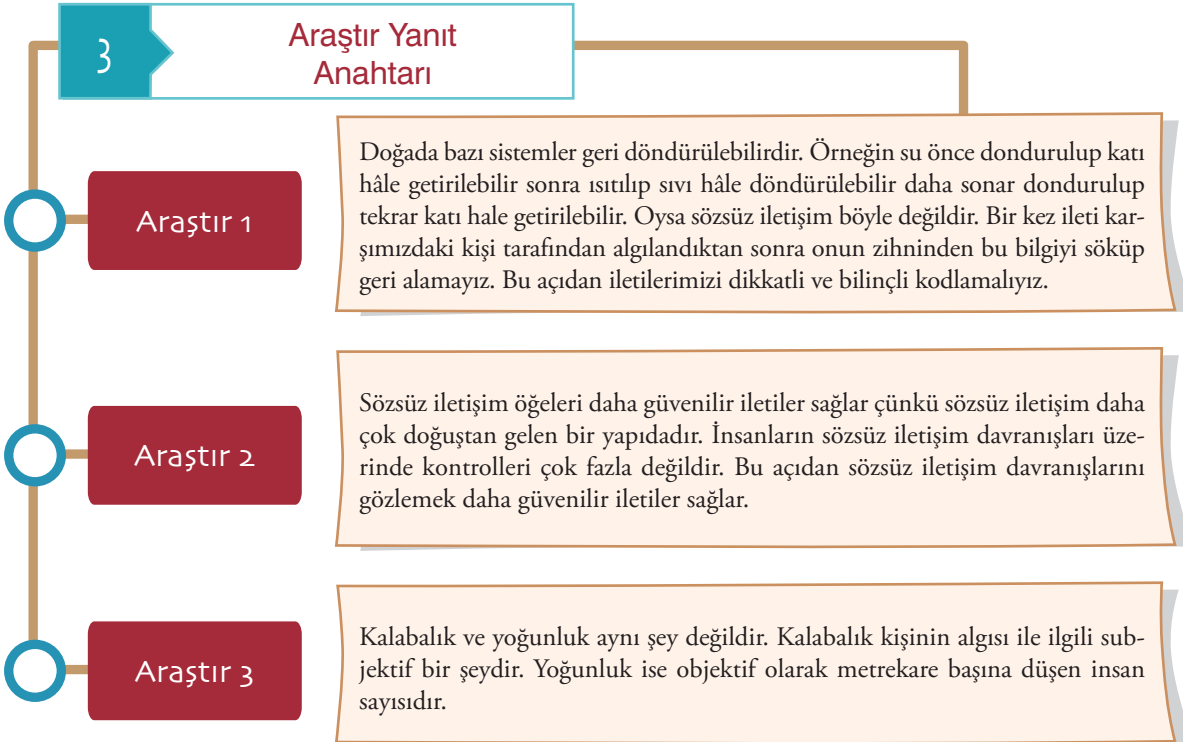 3
Araştır Yanıt
Anahtarı
Araştır 1
Doğada bazı sistemler geri döndürülebilirdir. Örneğin su önce dondurulup katı
hâle getirilebilir sonra ısıtılıp sıvı hâle döndürülebilir daha sonar dondurulup
tekrar katı hale getirilebilir. Oysa sözsüz iletişim böyle değildir. Bir kez ileti kar-
şımızdaki kişi tarafından algılandıktan sonra onun zihninden bu bilgiyi söküp
geri alamayız. Bu açıdan iletilerimizi dikkatli ve bilinçli kodlamalıyız.
Araştır 2
Sözsüz iletişim öğeleri daha güvenilir iletiler sağlar çünkü sözsüz iletişim daha
çok doğuştan gelen bir yapıdadır. İnsanların sözsüz iletişim davranışları üze-
rinde kontrolleri çok fazla değildir. Bu açıdan sözsüz iletişim davranışlarını
gözlemek daha güvenilir iletiler sağlar.
Araştır 3
Kalabalık ve yoğunluk aynı şey değildir. Kalabalık kişinin algısı ile ilgili sub-
jektif bir şeydir. Yoğunluk ise objektif olarak metrekare başına düşen insan
sayısıdır.